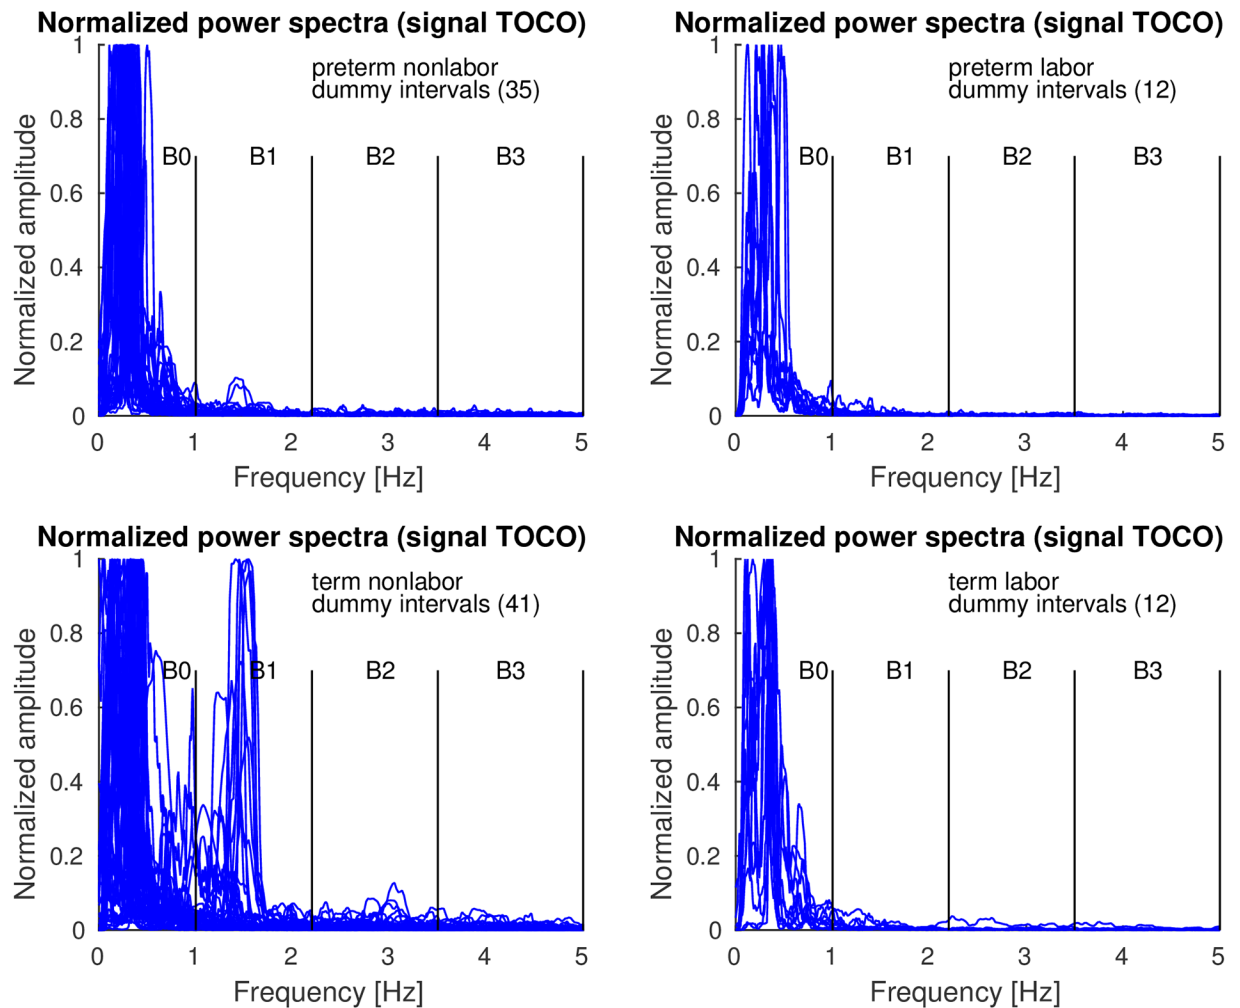 Normalized power spectra (signal TOCO)
preterm nonlabor
dummy intervals (35)
B0 B1 B2 B3
Normalized amplitude
1
0.8
0.6
0.4
0.2
0
0 1 2 3 4 5
Frequency [Hz]
Normalized power spectra (signal TOCO)
preterm labor
dummy intervals (12)
B0 B1 B2 B3
Normalized amplitude
1
0.8
0.6
0.4
0.2
0
0 1 2 3 4 5
Frequency [Hz]
Normalized power spectra (signal TOCO)
term nonlabor
dummy intervals (41)
B0 B1 B2 B3
Normalized amplitude
1
0.8
0.6
0.4
0.2
0
0 1 2 3 4 5
Frequency [Hz]
Normalized power spectra (signal TOCO)
term labor
dummy intervals (12)
B0 B1 B2 B3
Normalized amplitude
1
0.8
0.6
0.4
0.2
0
0 1 2 3 4 5
Frequency [Hz]